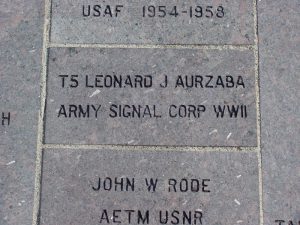 USAF 1954-1958
T5 LEONARD J AURZABA
ARMY SIGNAL CORP WWII
H
JOHN W RODE
AETM USNR